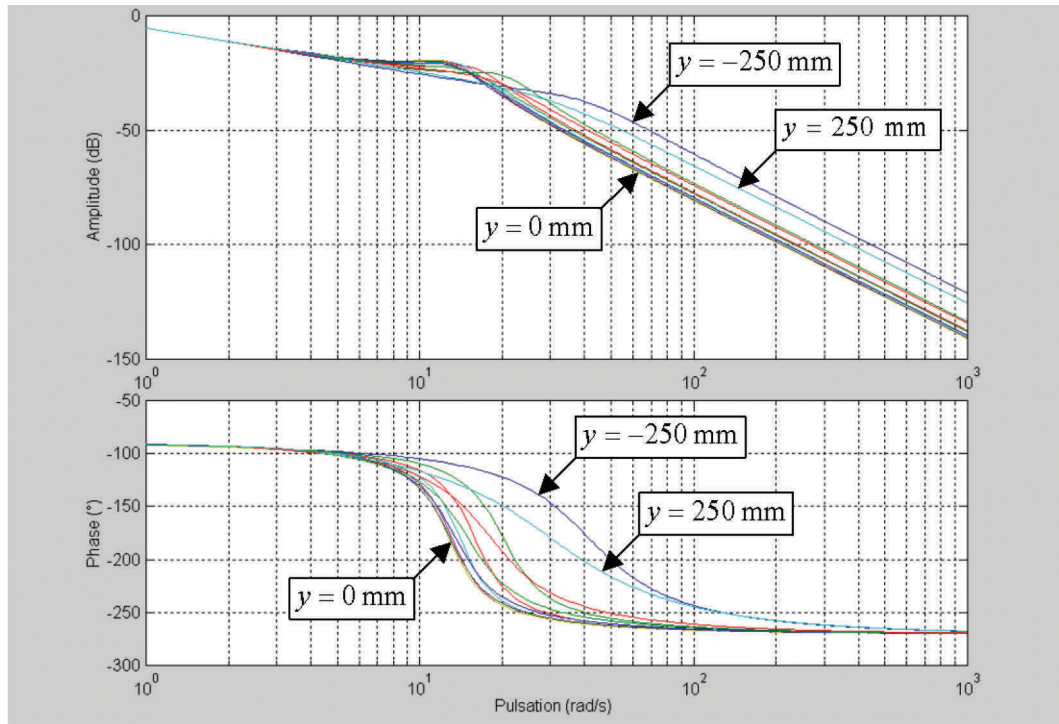 0
-50
-100
-150
Amplitude (dB)
y = −250 mm
y = 250 mm
y = 0 mm
10^0
10^1
10^2
10^3
-50
-100
-150
-200
-250
-300
Phase (°)
y = −250 mm
y = 250 mm
y = 0 mm
10^0
10^1
10^2
10^3
Pulsation (rad/s)